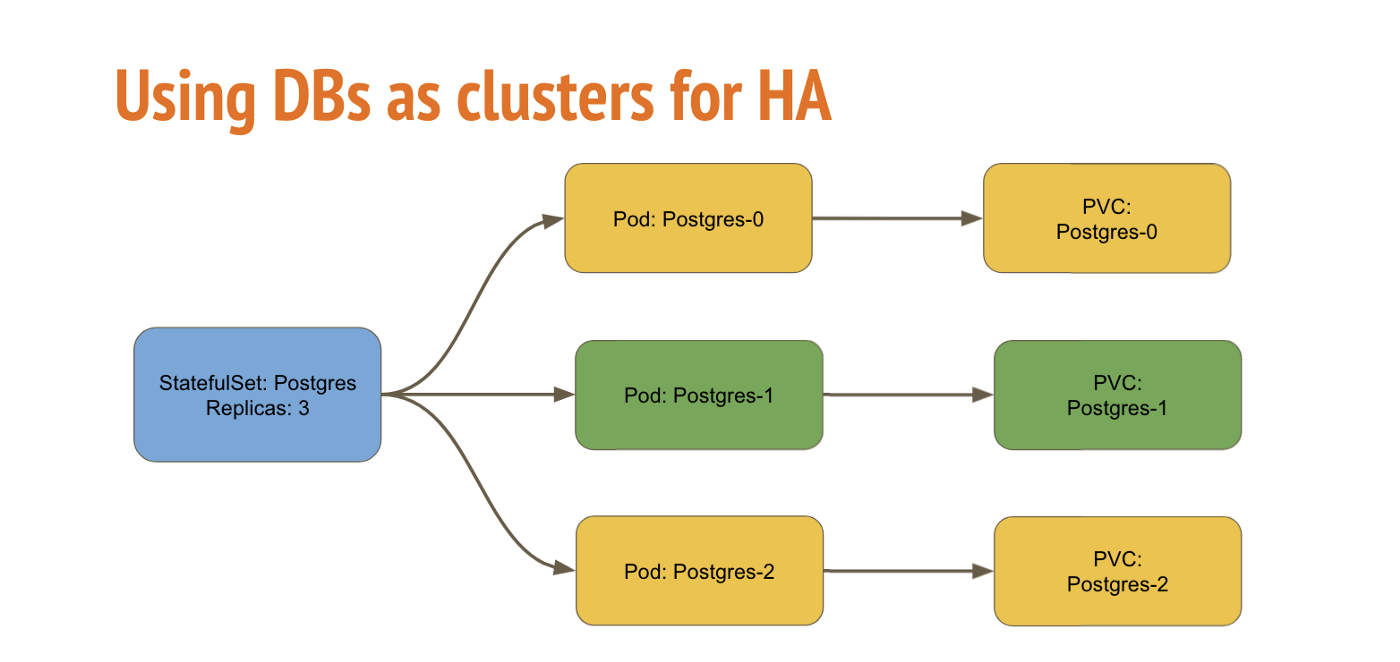 Using DBs as clusters for HA
Pod: Postgres-0
PVC:
Postgres-0
StatefulSet: Postgres
Replicas: 3
Pod: Postgres-1
PVC:
Postgres-1
Pod: Postgres-2
PVC:
Postgres-2